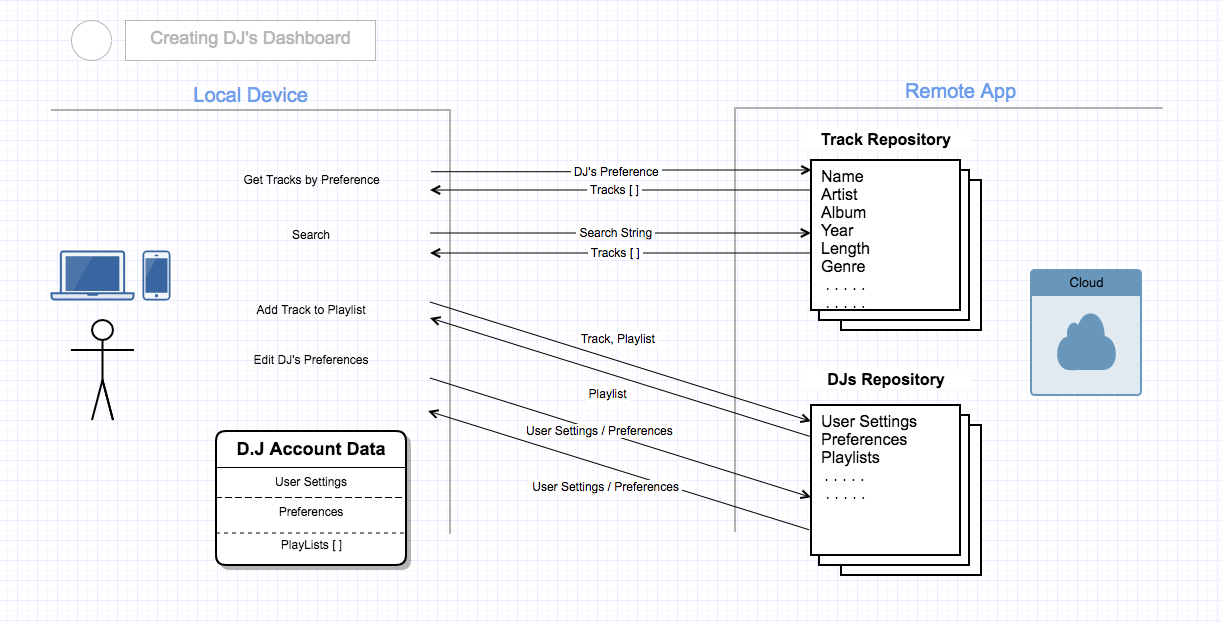 Creating DJ's Dashboard
Local Device
Remote App
Track Repository
Get Tracks by Preference
DJ's Preference
Tracks [ ]
Name
Artist
Album
Year
Length
Genre
. . . . .
. . . . .
Search
Search String
Tracks [ ]
Cloud
Add Track to Playlist
Track, Playlist
Edit DJ's Preferences
Playlist
DJs Repository
User Settings / Preferences
User Settings / Preferences
User Settings
Preferences
Playlists
. . . . .
. . . . .
D.J Account Data
User Settings
Preferences
PlayLists [ ]